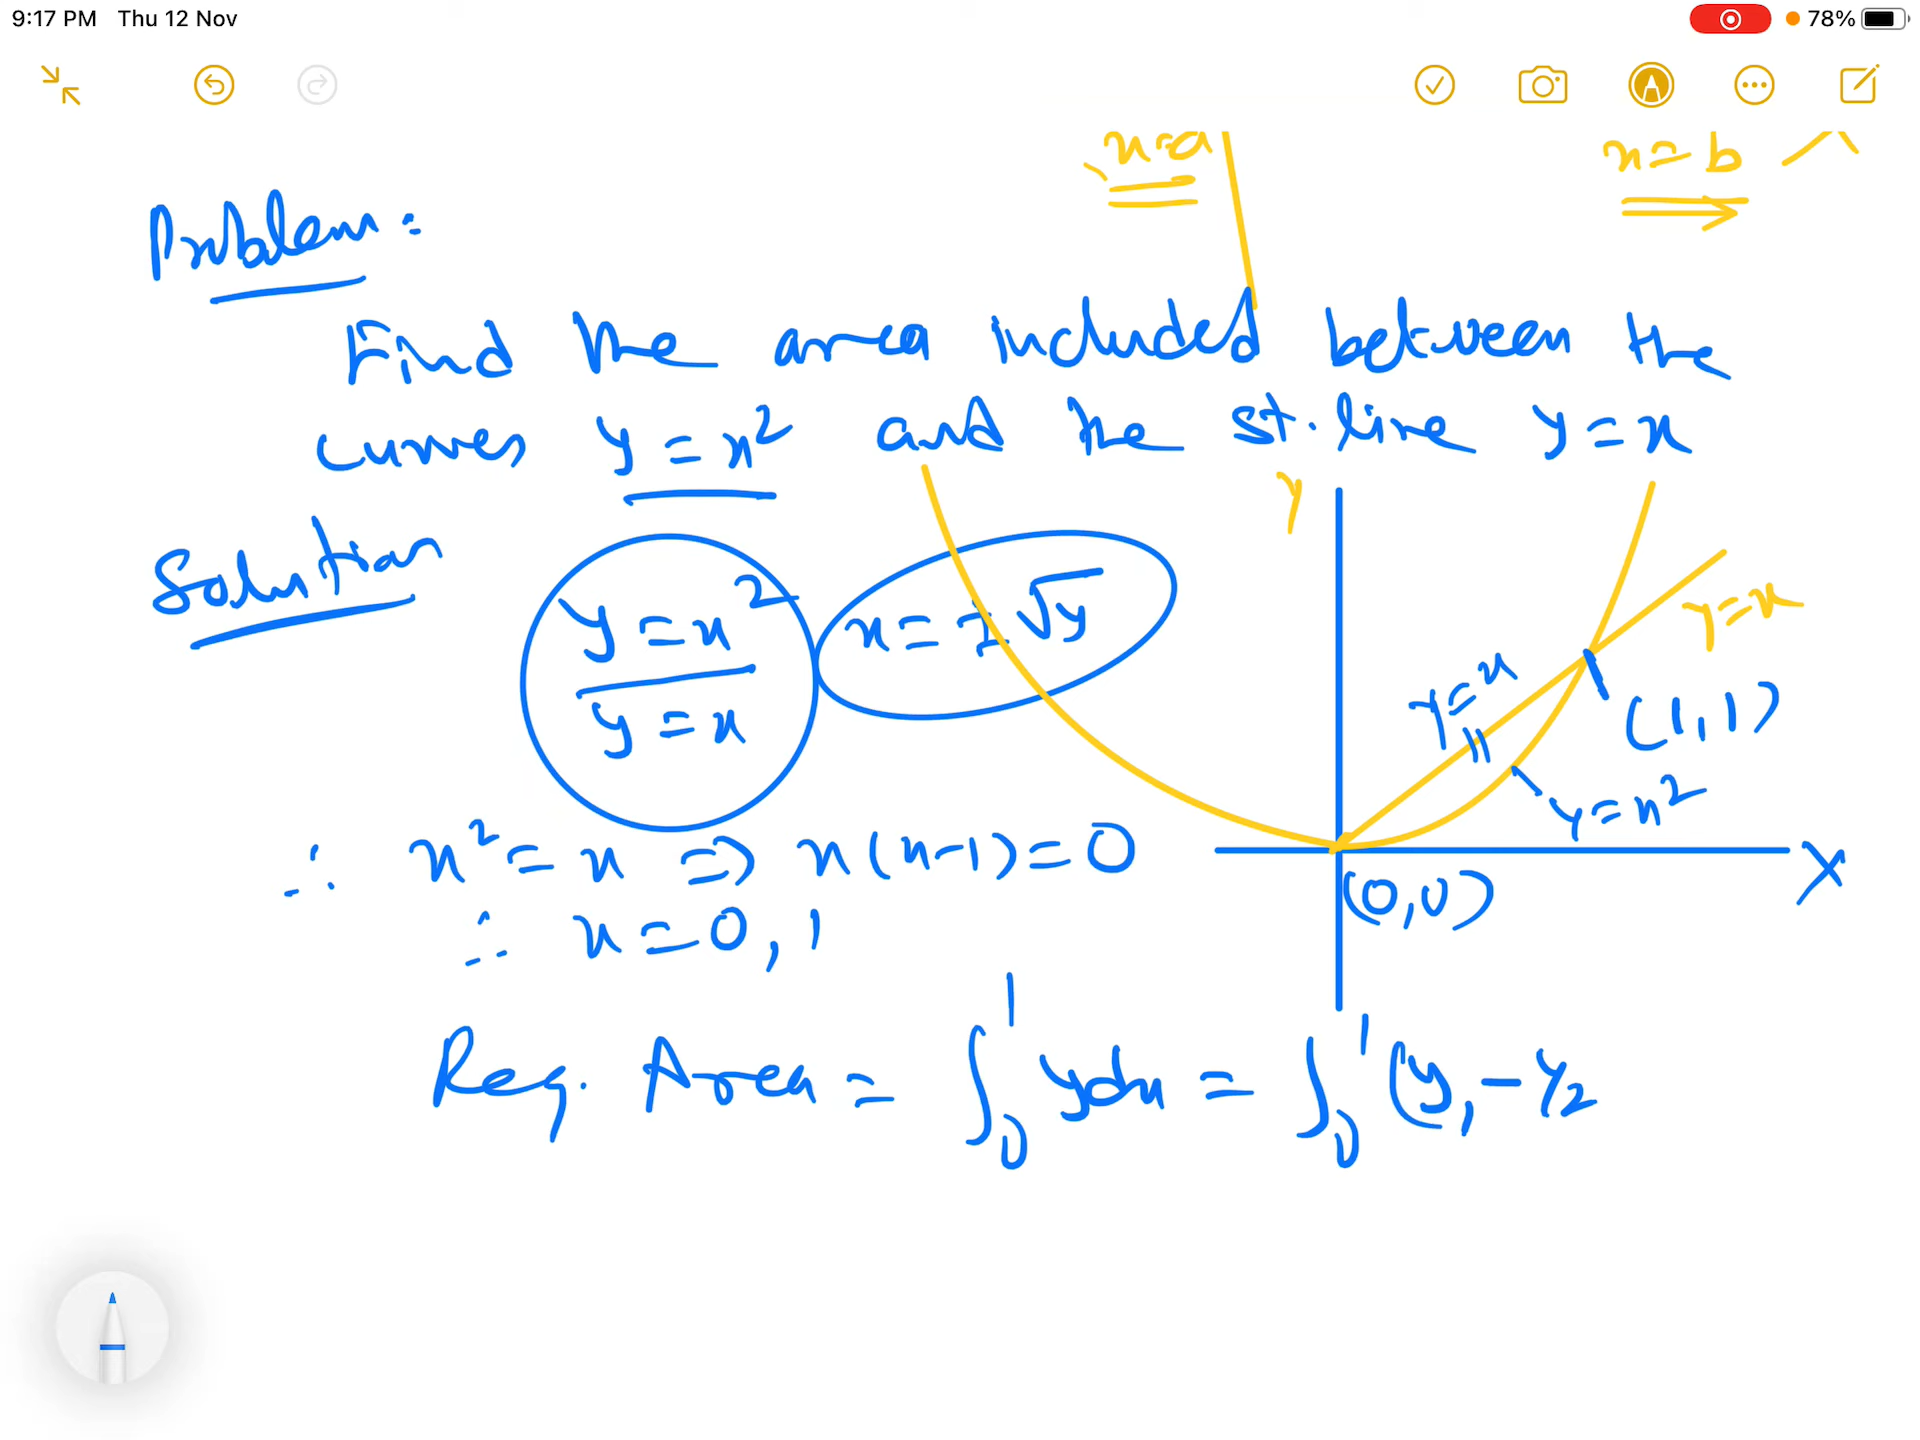 9:17 PM Thu 12 Nov 78%
x=a x=b
Problem:
Find the area included between the
curves y=x² and the st. line y=x
Solution
Y
y=x² x=±√y
y=x
y=x
y=x
(1,1)
y=x²
∴ x²=x ⇒ x(x-1)=0
X
(0,0)
∴ x=0,1
Req. Area = ∫₀¹ ydx = ∫₀¹ (y₁-y₂